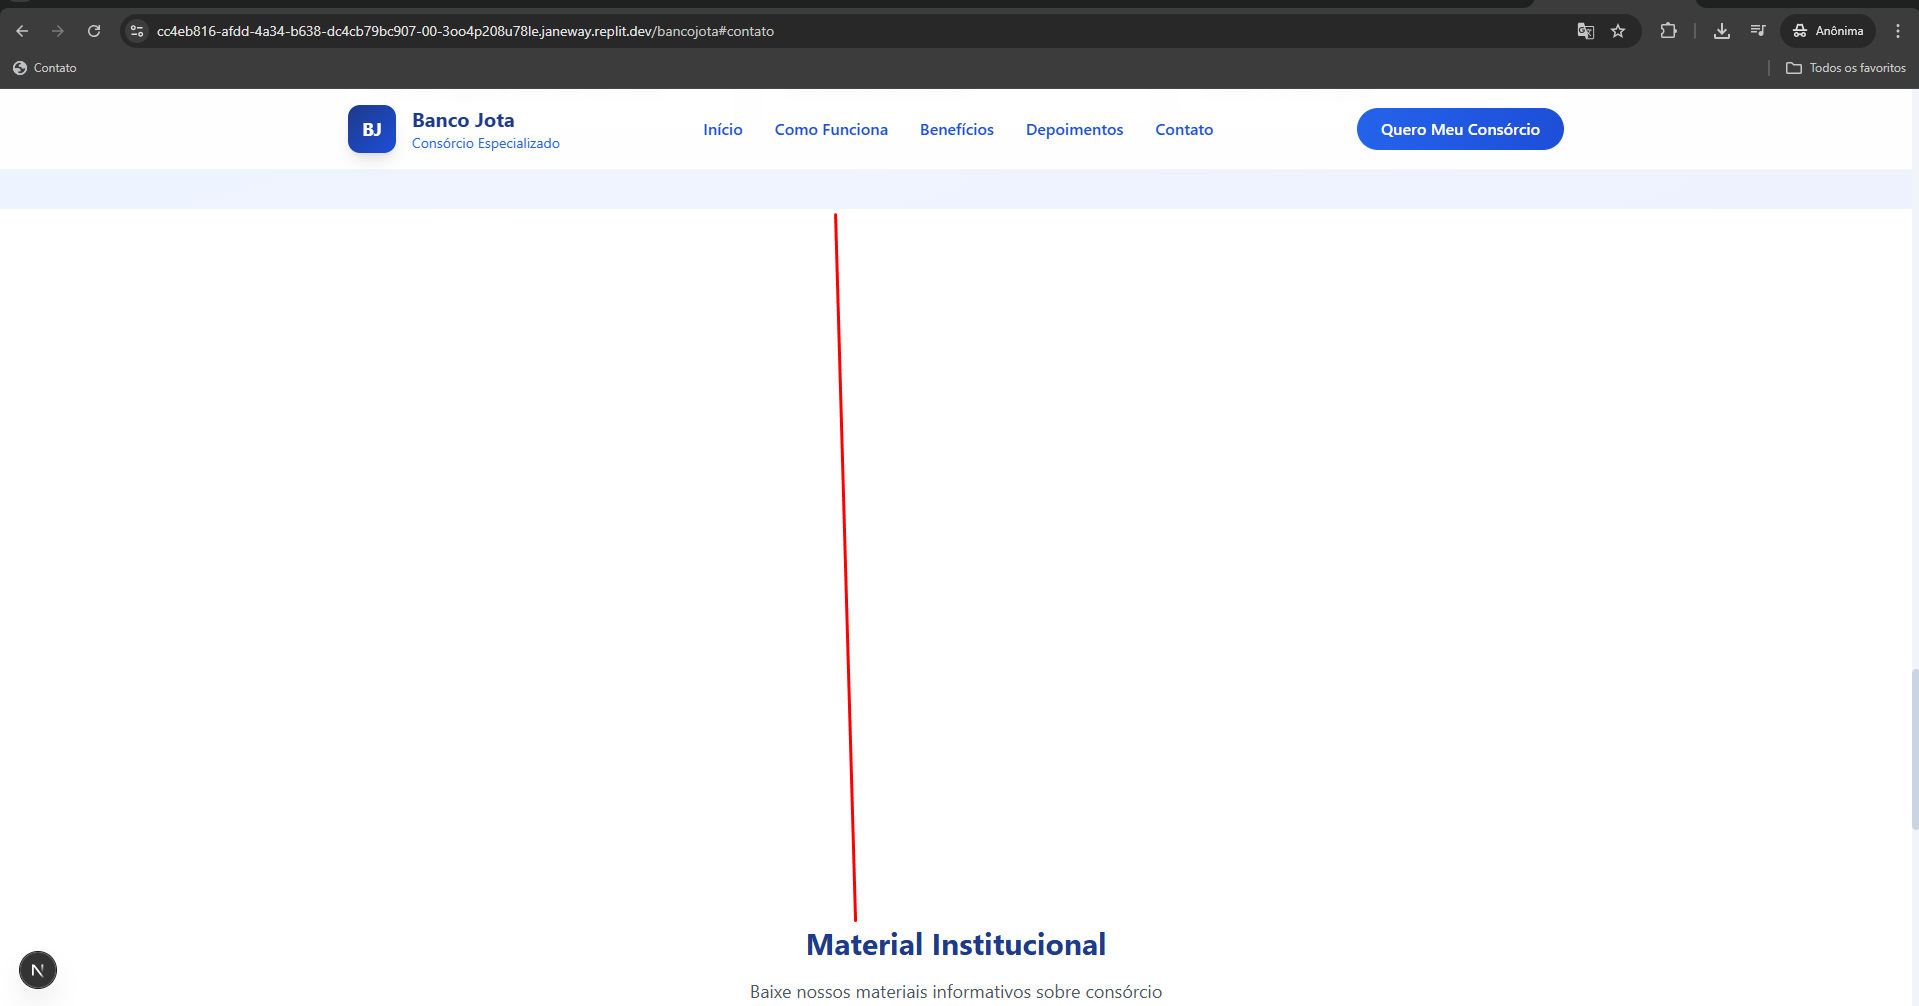 cc4eb816-afdd-4a34-b638-dc4cb79bc907-00-3oo4p208u78le.janeway.replit.dev/bancojota#contato
Anônima
Contato
Todos os favoritos
BJ
Banco Jota
Consórcio Especializado
Início
Como Funciona
Benefícios
Depoimentos
Contato
Quero Meu Consórcio
Material Institucional
Baixe nossos materiais informativos sobre consórcio
N